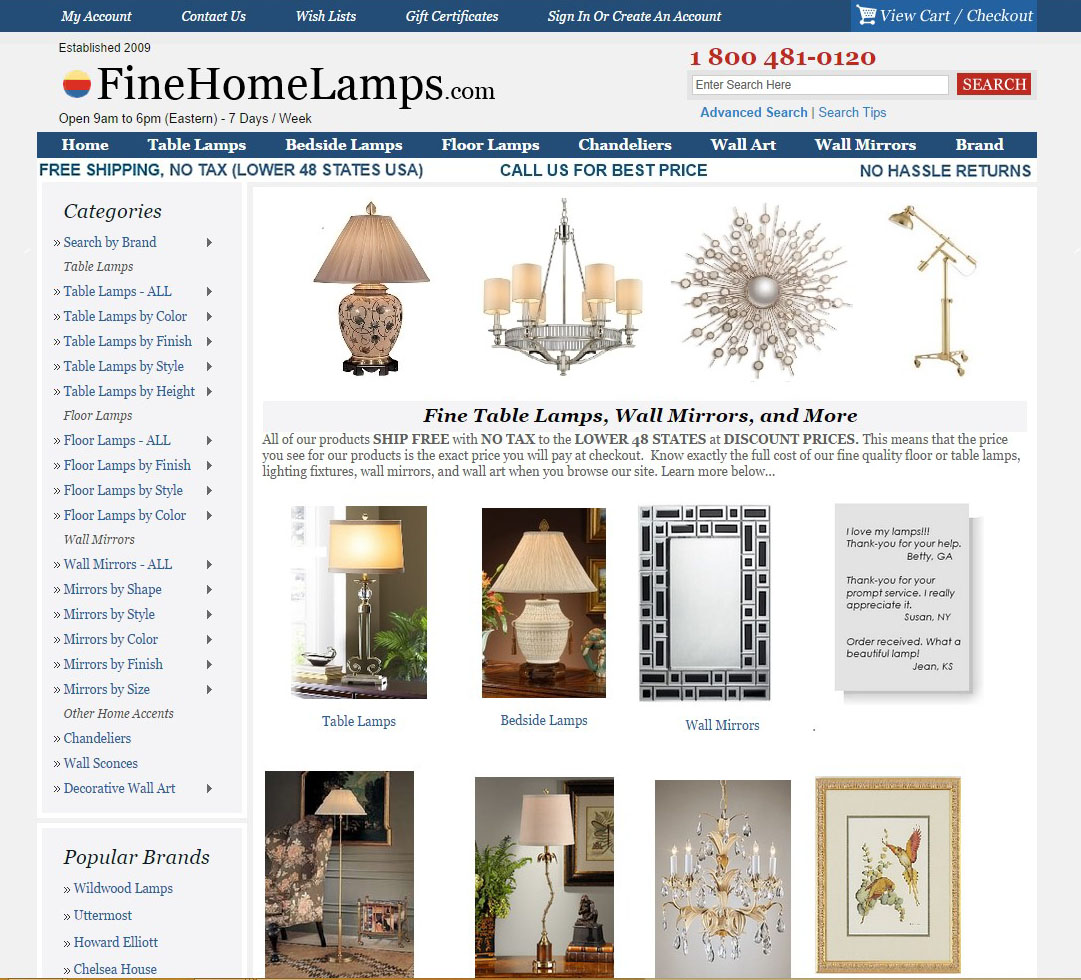 My Account Contact Us Wish Lists Gift Certificates Sign In Or Create An Account View Cart / Checkout
Established 2009
FineHomeLamps.com
Open 9am to 6pm (Eastern) - 7 Days / Week
1 800 481-0120
Enter Search Here SEARCH
Advanced Search | Search Tips
Home Table Lamps Bedside Lamps Floor Lamps Chandeliers Wall Art Wall Mirrors Brand
FREE SHIPPING, NO TAX (LOWER 48 STATES USA) CALL US FOR BEST PRICE NO HASSLE RETURNS
Categories
» Search by Brand
Table Lamps
» Table Lamps - ALL
» Table Lamps by Color
» Table Lamps by Finish
» Table Lamps by Style
» Table Lamps by Height
Floor Lamps
» Floor Lamps - ALL
» Floor Lamps by Finish
» Floor Lamps by Style
» Floor Lamps by Color
Wall Mirrors
» Wall Mirrors - ALL
» Mirrors by Shape
» Mirrors by Style
» Mirrors by Color
» Mirrors by Finish
» Mirrors by Size
Other Home Accents
» Chandeliers
» Wall Sconces
» Decorative Wall Art
Popular Brands
» Wildwood Lamps
» Uttermost
» Howard Elliott
» Chelsea House
Fine Table Lamps, Wall Mirrors, and More
All of our products SHIP FREE with NO TAX to the LOWER 48 STATES at DISCOUNT PRICES. This means that the price
you see for our products is the exact price you will pay at checkout. Know exactly the full cost of our fine quality floor or table lamps,
lighting fixtures, wall mirrors, and wall art when you browse our site. Learn more below...
I love my lamps!!!
Thank-you for your help.
Betty, GA
Thank-you for your
prompt service. I really
appreciate it.
Susan, NY
Order received. What a
beautiful lamp!
Jean, KS
Table Lamps
Bedside Lamps
Wall Mirrors
.